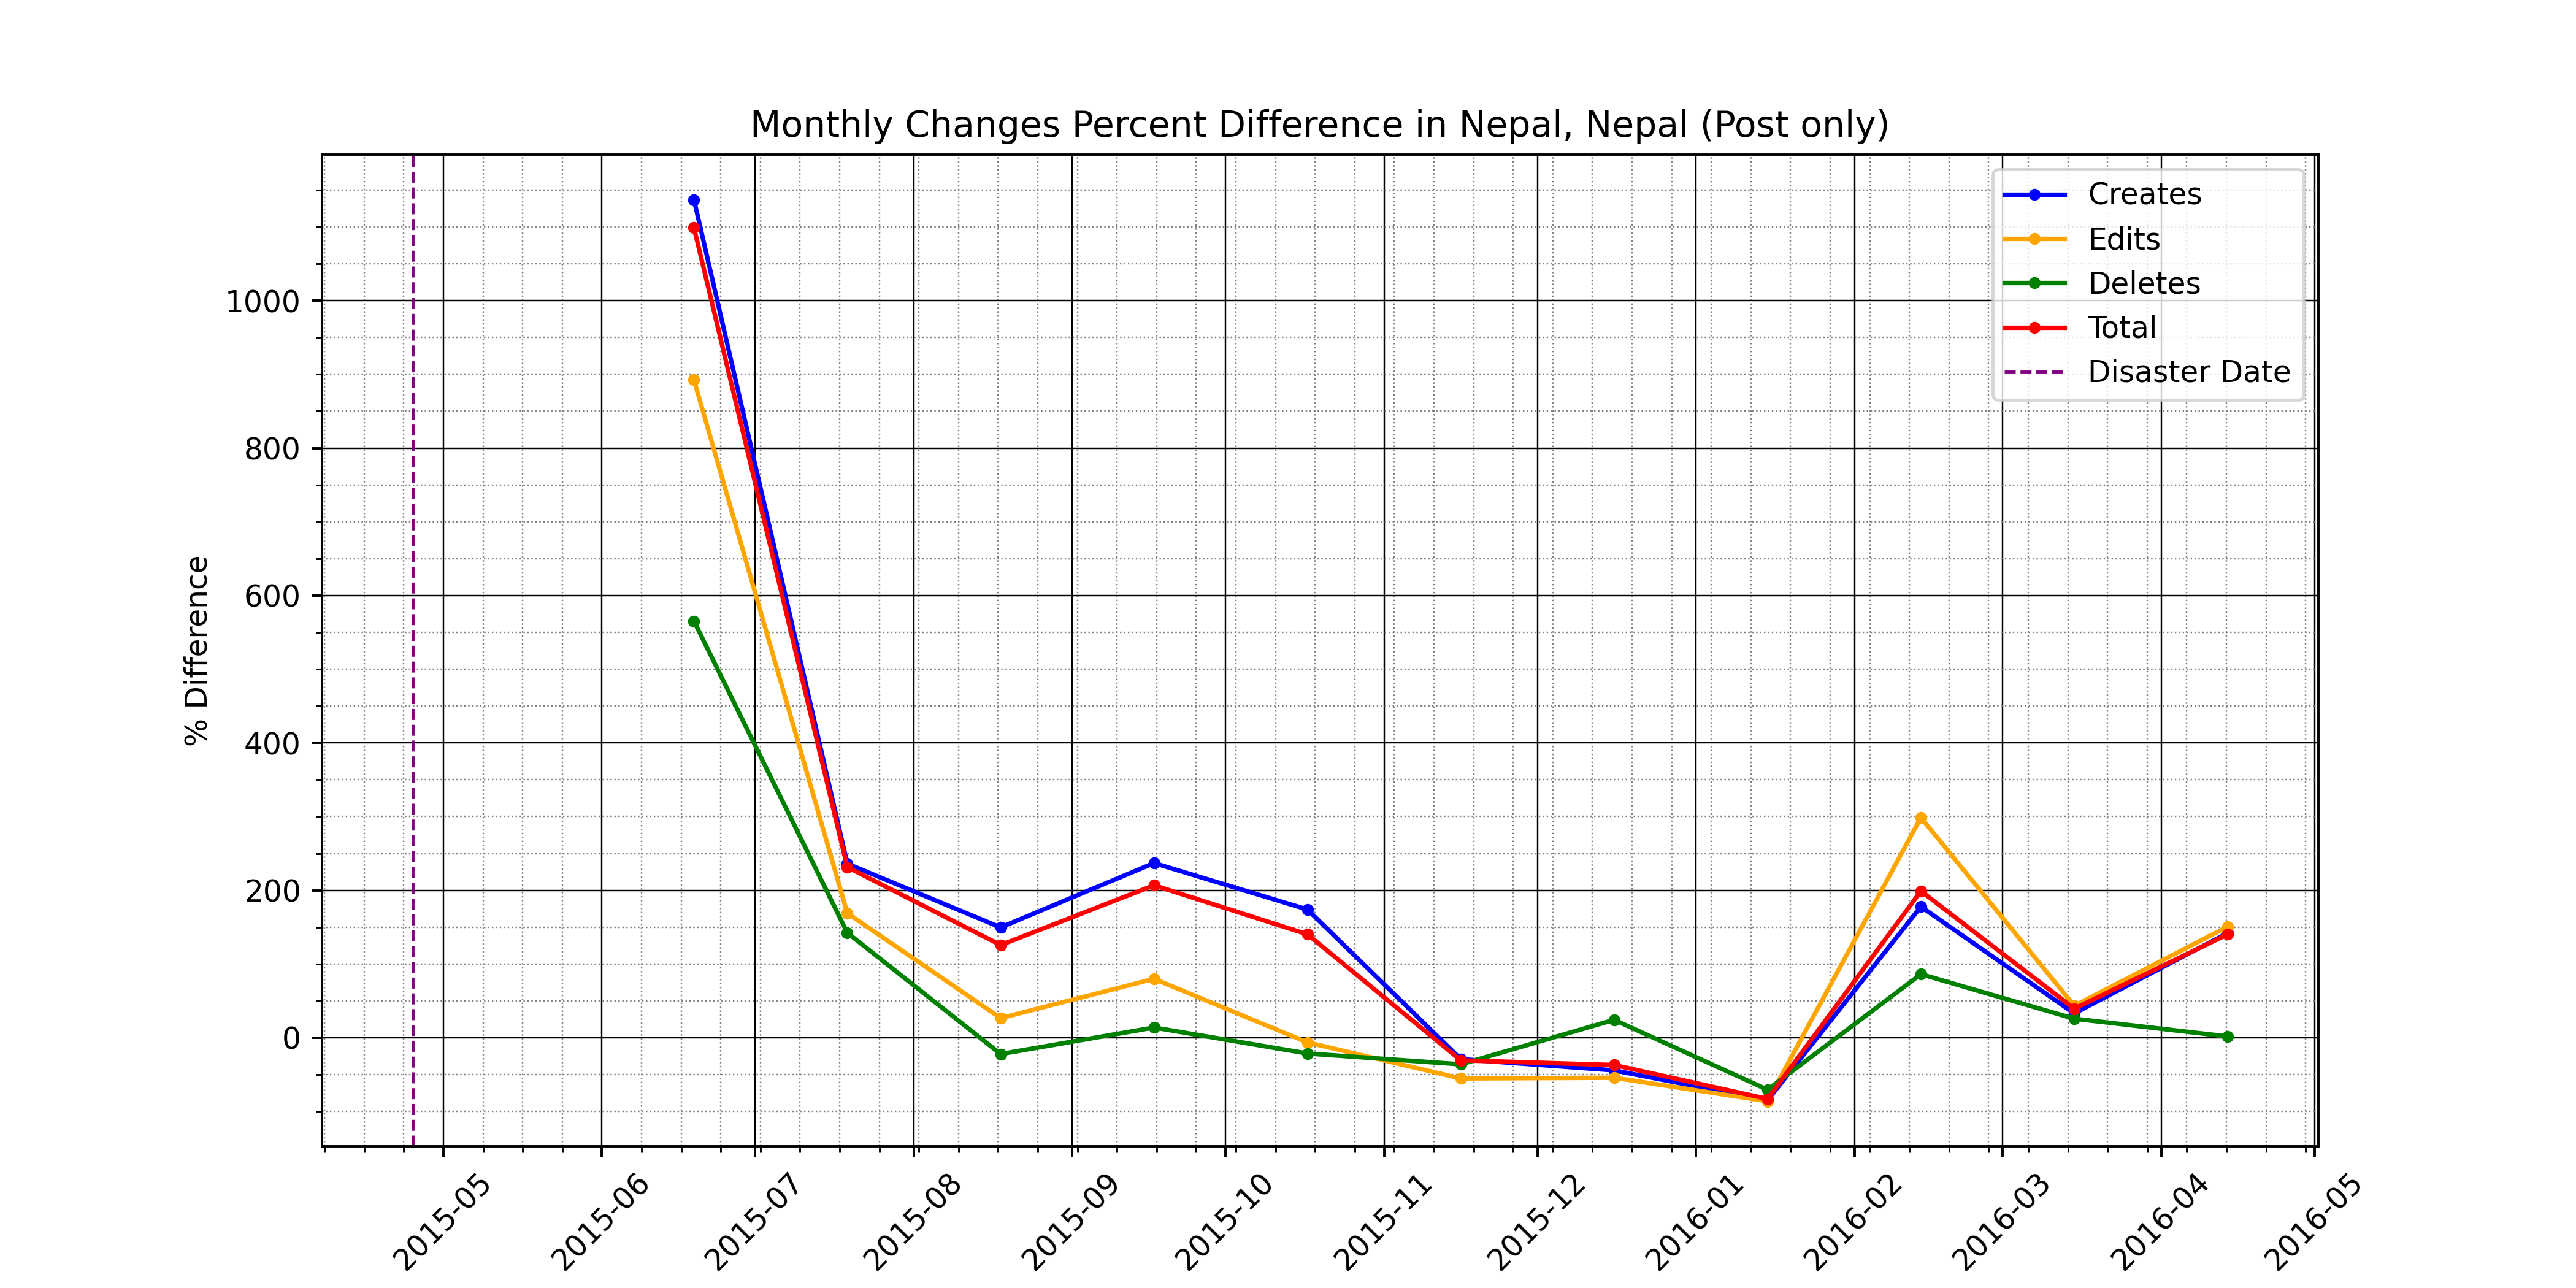 Monthly Changes Percent Difference in Nepal, Nepal (Post only)
Creates
Edits
Deletes
Total
Disaster Date
% Difference
1000
800
600
400
200
0
2015-05
2015-06
2015-07
2015-08
2015-09
2015-10
2015-11
2015-12
2016-01
2016-02
2016-03
2016-04
2016-05